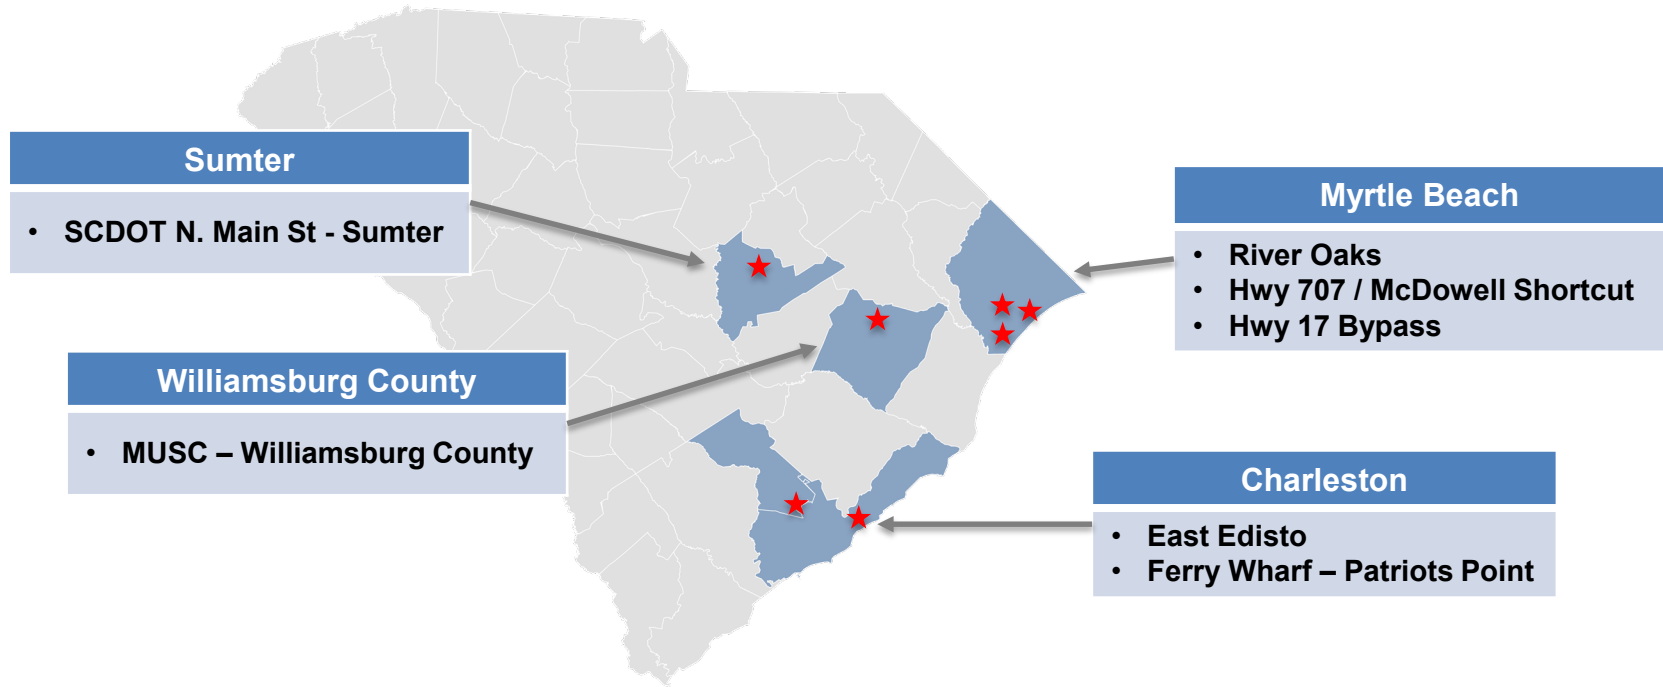 Sumter
• SCDOT N. Main St - Sumter
Myrtle Beach
• River Oaks
• Hwy 707 / McDowell Shortcut
• Hwy 17 Bypass
Williamsburg County
• MUSC – Williamsburg County
Charleston
• East Edisto
• Ferry Wharf – Patriots Point